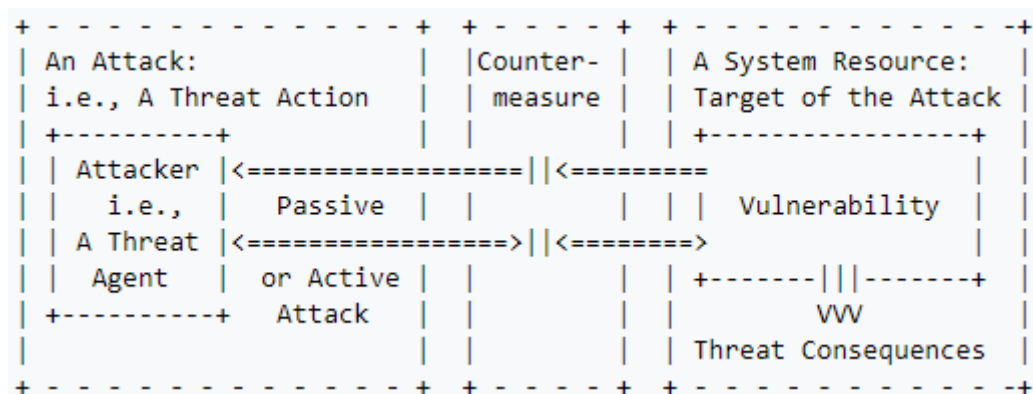 + - - - - - - - - - - - - +  + - - - - +  + - - - - - - - - - - -+
| An Attack:              |  |Counter- |  | A System Resource:   |
| i.e., A Threat Action   |  | measure |  | Target of the Attack |
| +----------+            |  |         |  | +-----------------+  |
| | Attacker |<==================||<=========                 |  |
| |   i.e.,  |   Passive  |  |         |  | |  Vulnerability  |  |
| | A Threat |<=================>||<========>                 |  |
| |  Agent   |  or Active |  |         |  | +-------|||-------+  |
| +----------+   Attack   |  |         |  |         VVV          |
|                         |  |         |  | Threat Consequences  |
+ - - - - - - - - - - - - +  + - - - - +  + - - - - - - - - - - -+